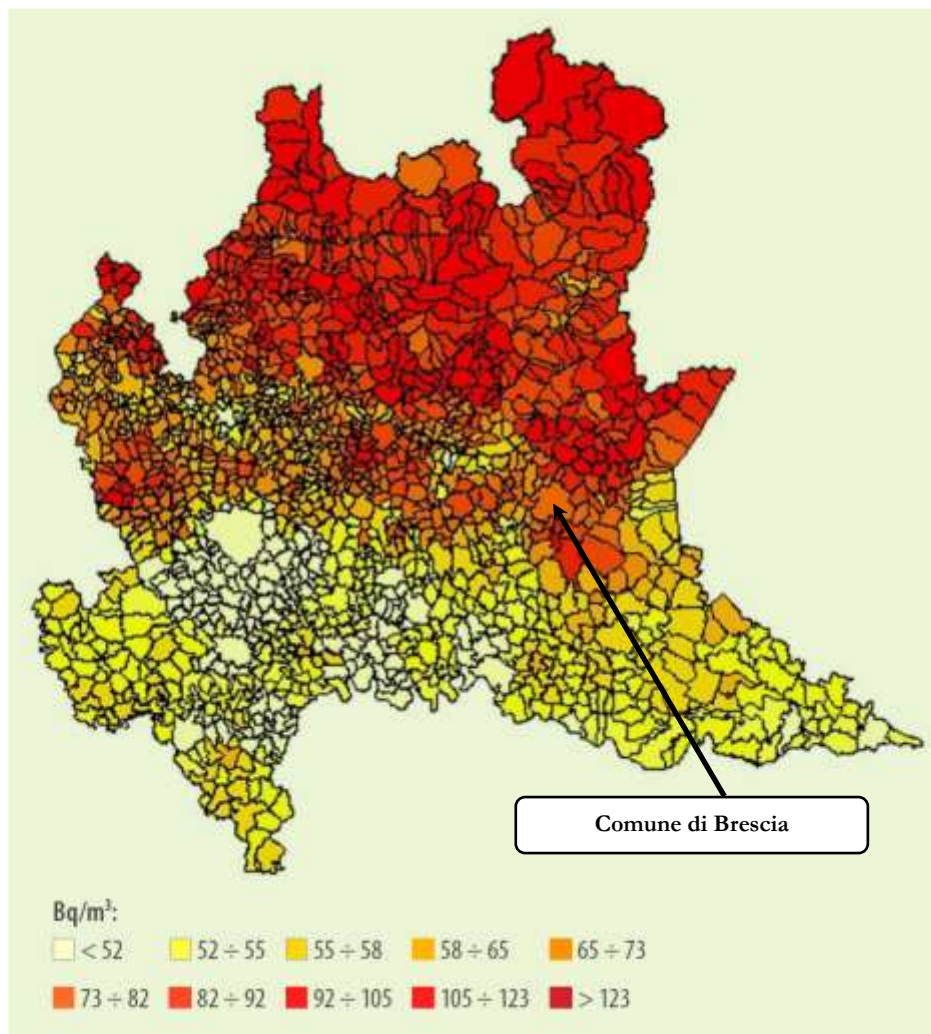 Comune di Brescia
Bq/m³:
< 52 52 ÷ 55 55 ÷ 58 58 ÷ 65 65 ÷ 73
73 ÷ 82 82 ÷ 92 92 ÷ 105 105 ÷ 123 > 123